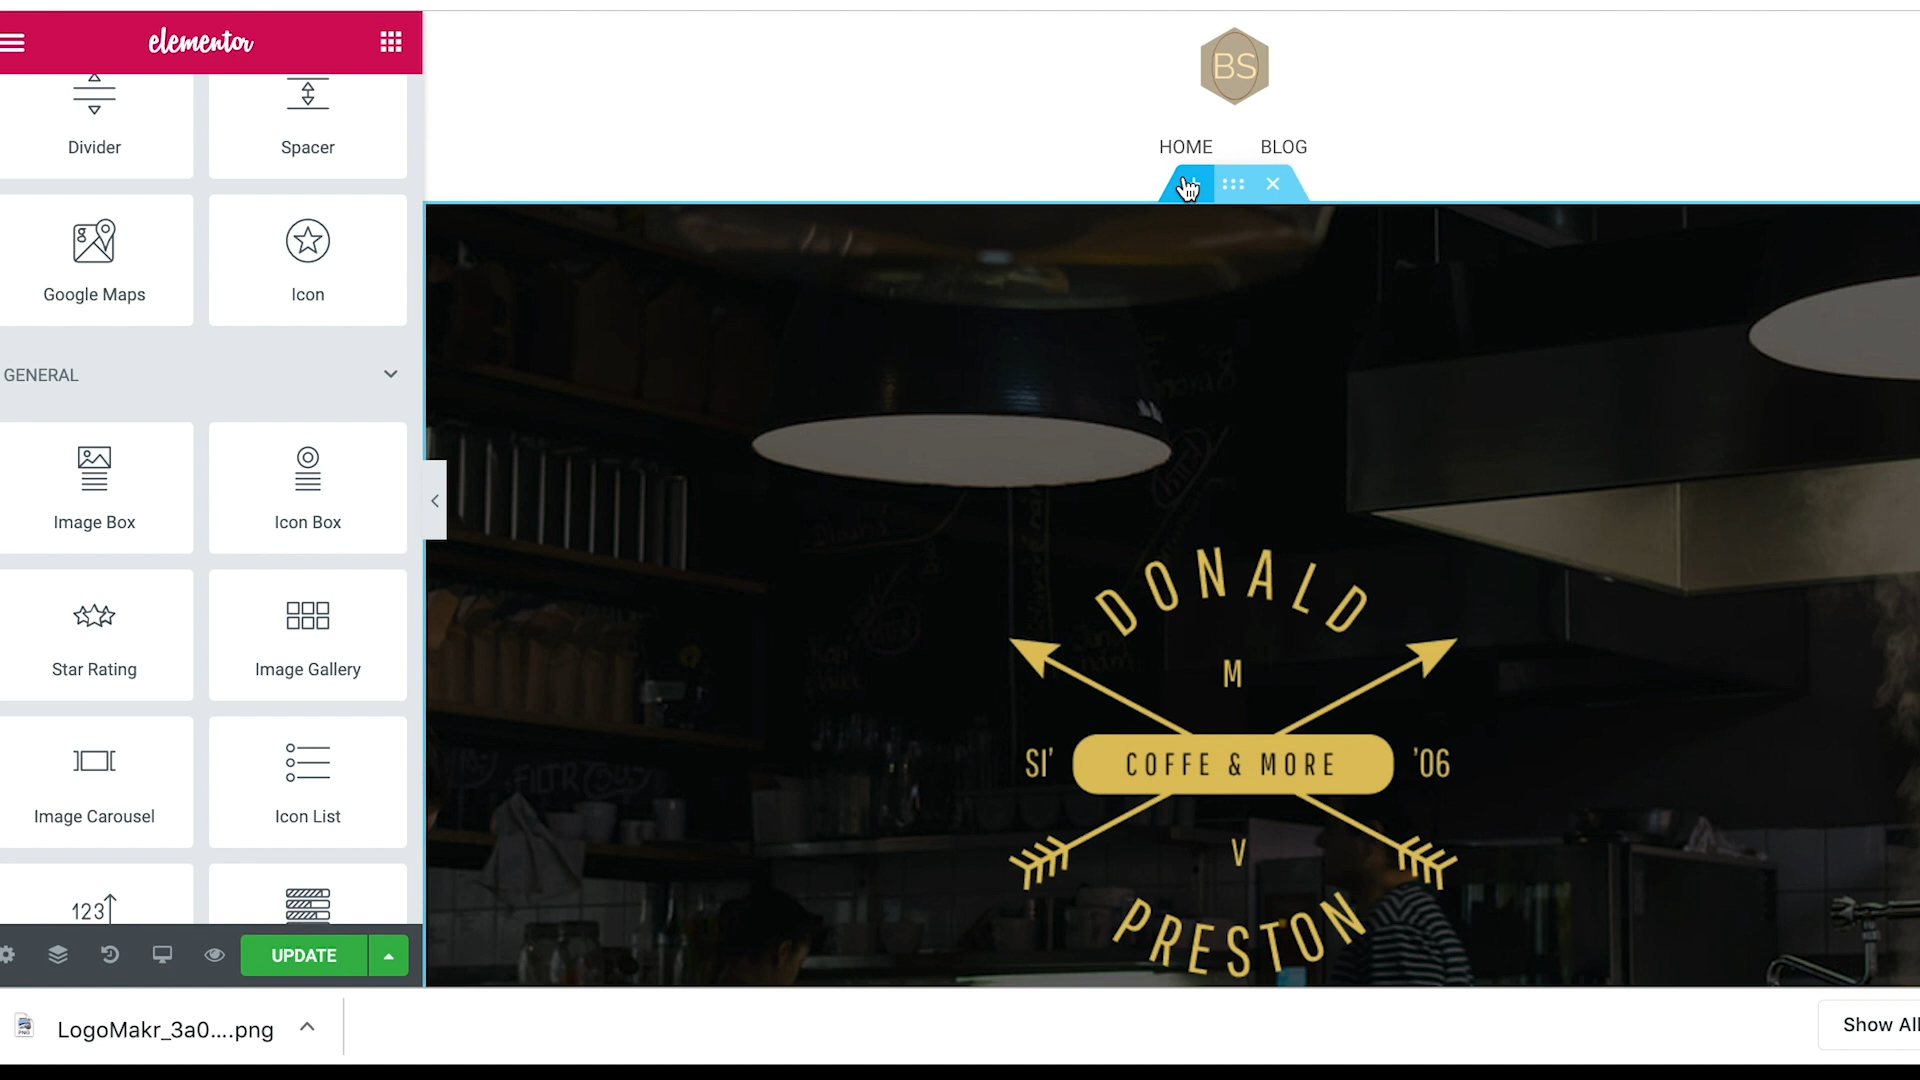 elementor
BS
Divider
Spacer
HOME
BLOG
Google Maps
Icon
GENERAL
Image Box
Icon Box
Star Rating
Image Gallery
Image Carousel
Icon List
123
DONALD
M
SI'
COFFE & MORE
'06
V
PRESTON
UPDATE
LogoMakr_3a0....png
Show All